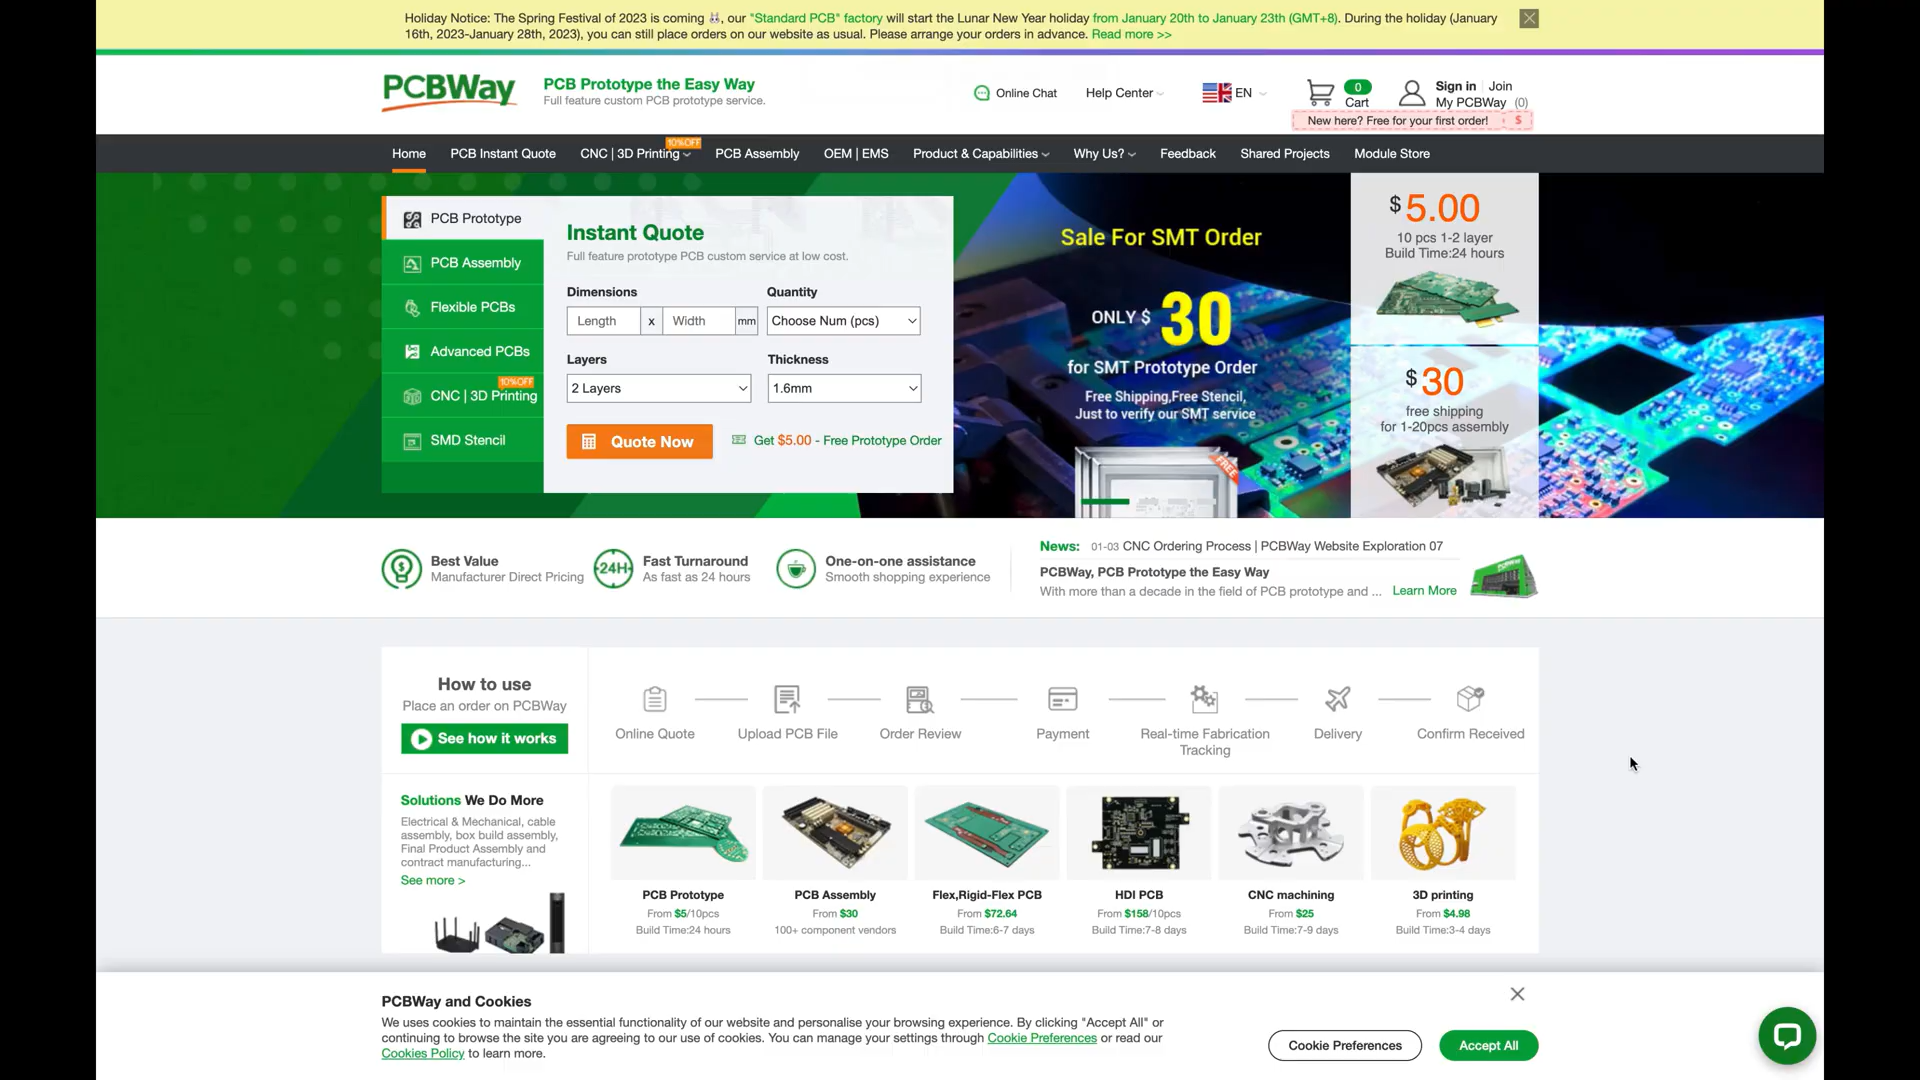 Holiday Notice: The Spring Festival of 2023 is coming 🐰, our "Standard PCB" factory will start the Lunar New Year holiday from January 20th to January 23th (GMT+8). During the holiday (January
16th, 2023-January 28th, 2023), you can still place orders on our website as usual. Please arrange your orders in advance. Read more >>
PCBWay
PCB Prototype the Easy Way
Full feature custom PCB prototype service.
Online Chat
Help Center
EN
0
Cart
Sign in | Join
My PCBWay (0)
New here? Free for your first order! $
10%OFF
Home
PCB Instant Quote
CNC | 3D Printing
PCB Assembly
OEM | EMS
Product & Capabilities
Why Us?
Feedback
Shared Projects
Module Store
PCB Prototype
PCB Assembly
Flexible PCBs
Advanced PCBs
10%OFF
CNC | 3D Printing
SMD Stencil
Instant Quote
Full feature prototype PCB custom service at low cost.
Dimensions
Quantity
Length x Width mm
Choose Num (pcs)
Layers
Thickness
2 Layers
1.6mm
Quote Now
Get $5.00 - Free Prototype Order
Sale For SMT Order
ONLY $ 30
for SMT Prototype Order
Free Shipping,Free Stencil,
Just to verify our SMT service
FREE
$ 5.00
10 pcs 1-2 layer
Build Time:24 hours
$ 30
free shipping
for 1-20pcs assembly
Best Value
Manufacturer Direct Pricing
24H
Fast Turnaround
As fast as 24 hours
One-on-one assistance
Smooth shopping experience
News: 01-03 CNC Ordering Process | PCBWay Website Exploration 07
PCBWay, PCB Prototype the Easy Way
With more than a decade in the field of PCB prototype and ... Learn More
How to use
Place an order on PCBWay
See how it works
Online Quote
Upload PCB File
Order Review
Payment
Real-time Fabrication
Tracking
Delivery
Confirm Received
Solutions We Do More
Electrical & Mechanical, cable
assembly, box build assembly,
Final Product Assembly and
contract manufacturing...
See more >
PCB Prototype
From $5/10pcs
Build Time:24 hours
PCB Assembly
From $30
100+ component vendors
Flex,Rigid-Flex PCB
From $72.64
Build Time:6-7 days
HDI PCB
From $158/10pcs
Build Time:7-8 days
CNC machining
From $25
Build Time:7-9 days
3D printing
From $4.98
Build Time:3-4 days
PCBWay and Cookies
We uses cookies to maintain the essential functionality of our website and personalise your browsing experience. By clicking "Accept All" or
continuing to browse the site you are agreeing to our use of cookies. You can manage your settings through Cookie Preferences or read our
Cookies Policy to learn more.
Cookie Preferences
Accept All